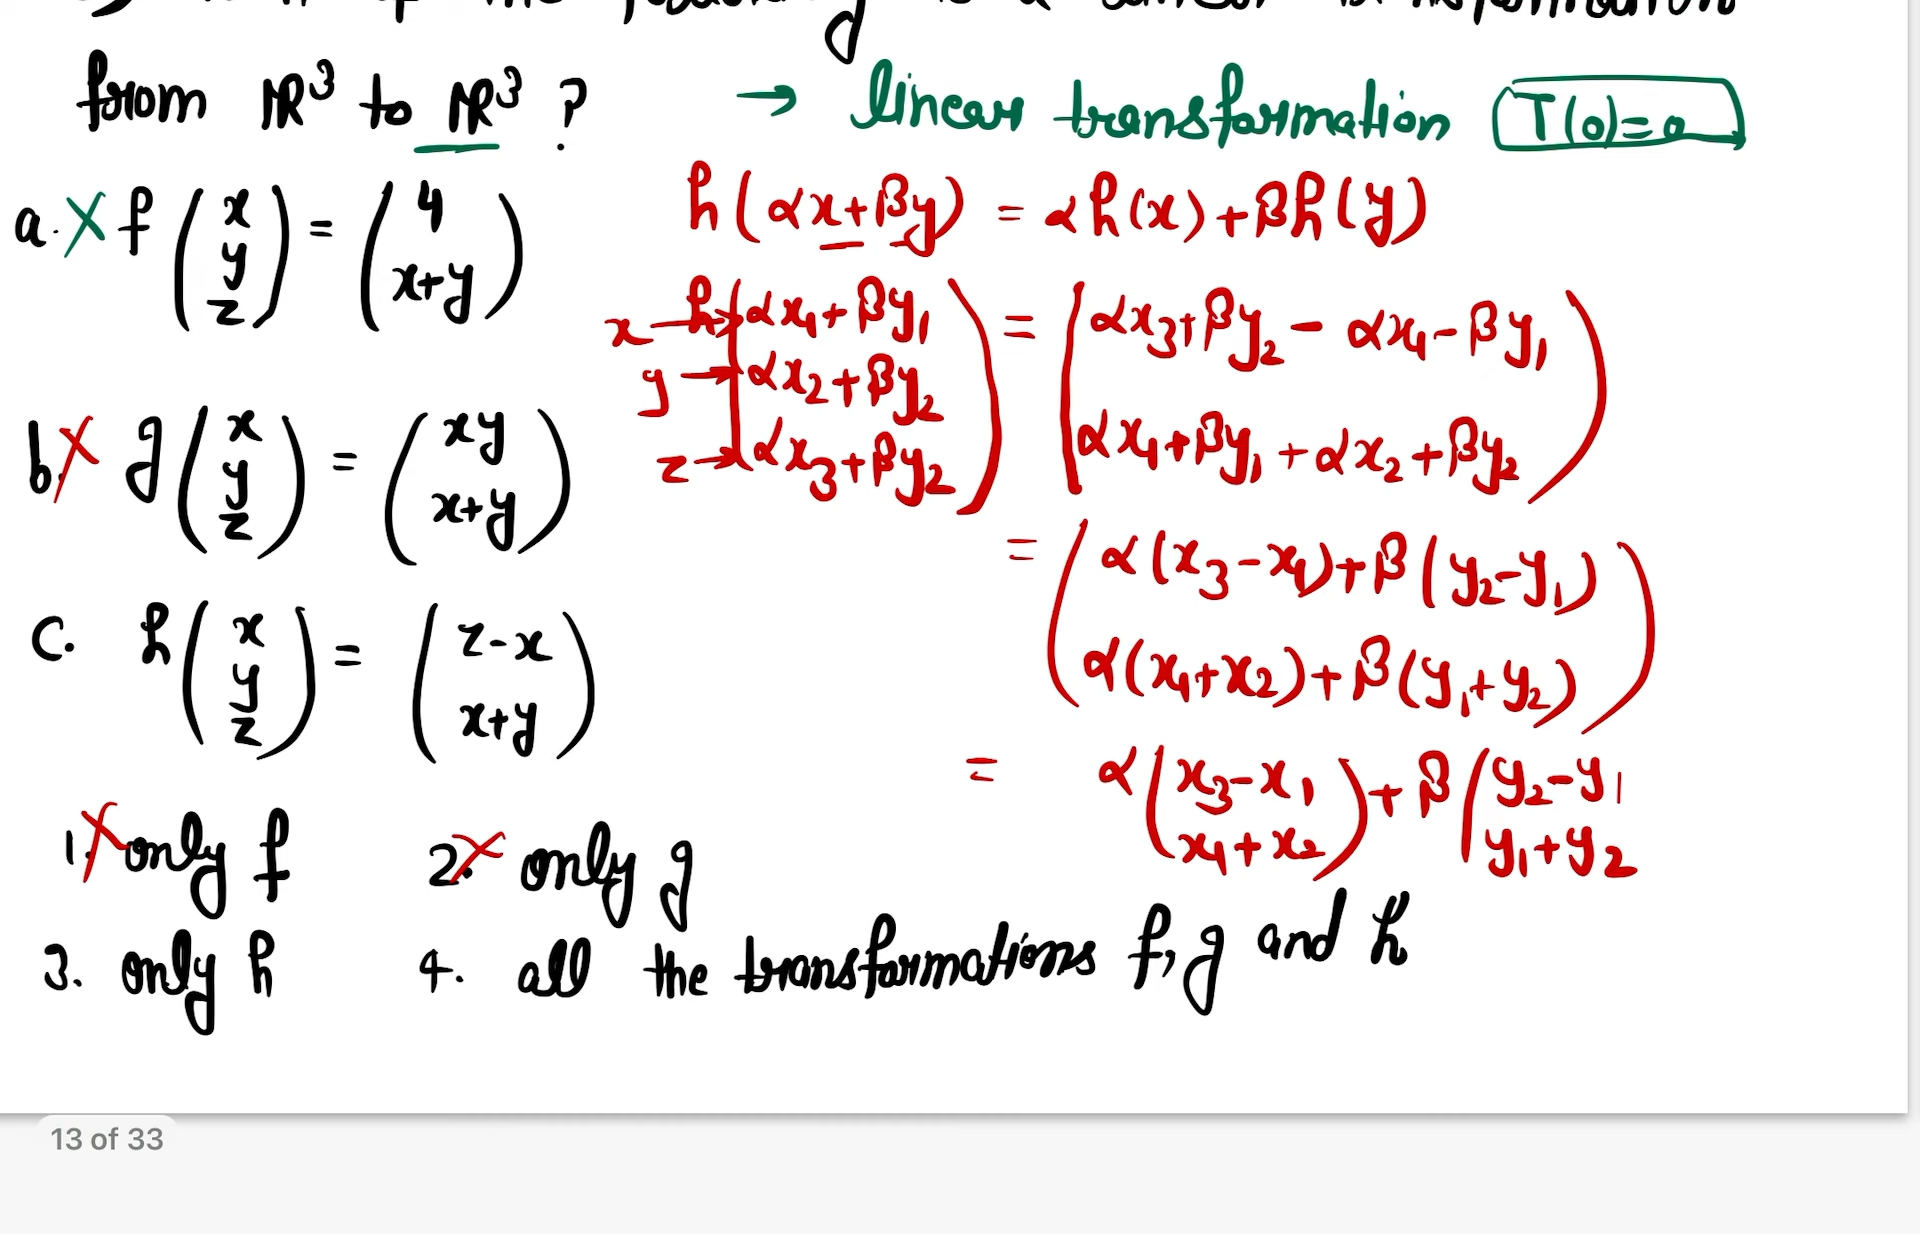 from ℝ³ to ℝ³ ?
→ linear transformation T(0)=0
a. X f (x y z) = (4 x+y)
h(αx+βy) = αh(x)+βh(y)
x → y → z → h(αx₁+βy₁ αx₂+βy₂ αx₃+βy₂) = (αx₃+βy₂ - αx₁-βy₁ αx₁+βy₁+αx₂+βy₂)
b. X g (x y z) = (xy x+y)
= (α(x₃-x₁)+β(y₂-y₁) α(x₁+x₂)+β(y₁+y₂))
C. h (x y z) = (z-x x+y)
= α(x₃-x₁ x₁+x₂)+β(y₂-y₁ y₁+y₂
1. X only f 2. X only g
3. only h 4. all the transformations f, g and h
13 of 33